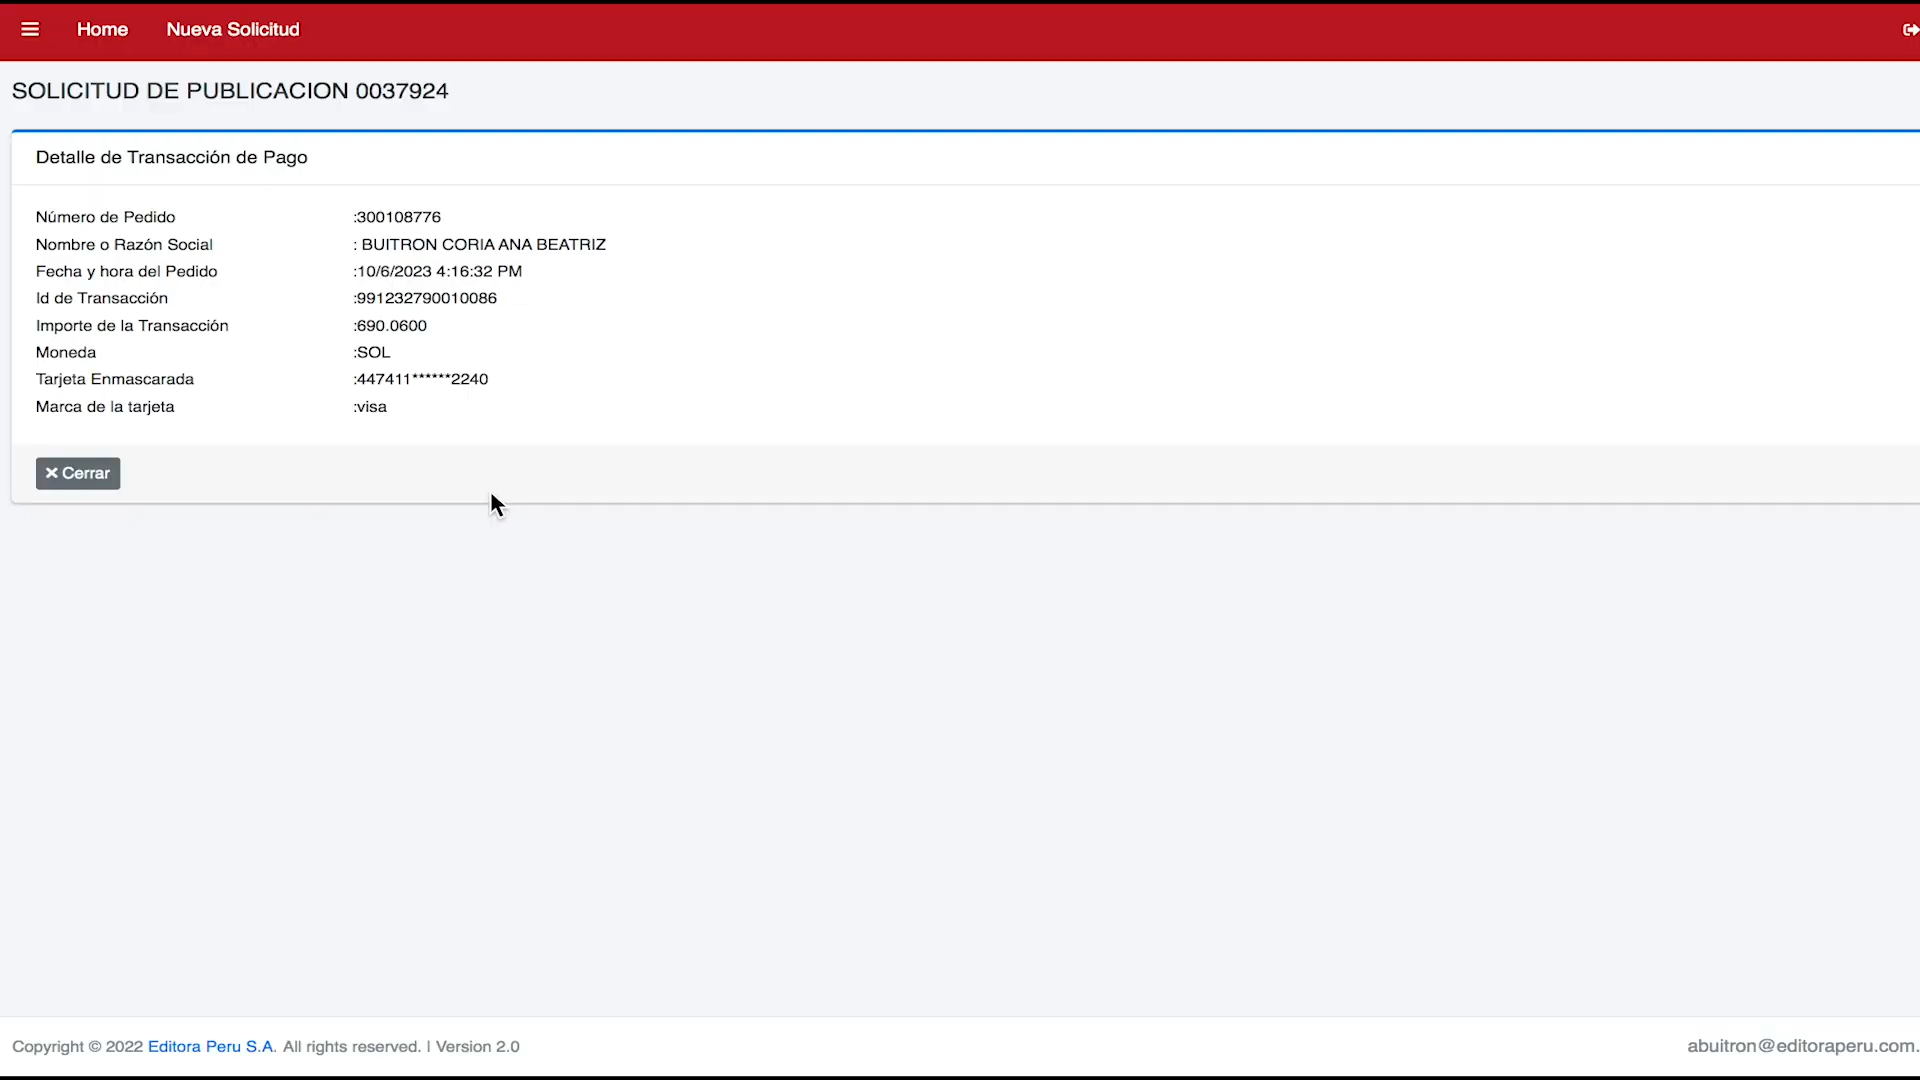 Home Nueva Solicitud
SOLICITUD DE PUBLICACION 0037924
Detalle de Transacción de Pago
Número de Pedido :300108776
Nombre o Razón Social : BUITRON CORIA ANA BEATRIZ
Fecha y hora del Pedido :10/6/2023 4:16:32 PM
Id de Transacción :991232790010086
Importe de la Transacción :690.0600
Moneda :SOL
Tarjeta Enmascarada :447411******2240
Marca de la tarjeta :visa
Cerrar
Copyright © 2022 Editora Peru S.A. All rights reserved. | Version 2.0 abuitron@editoraperu.com.